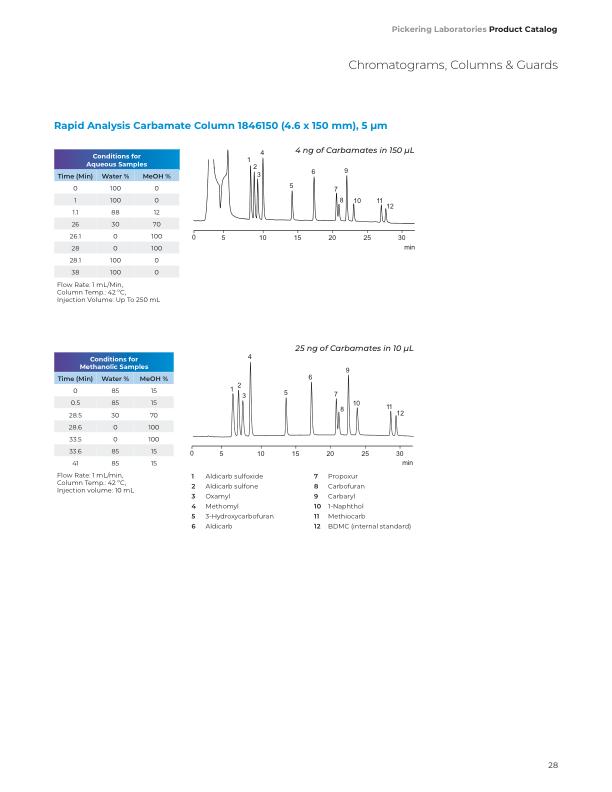 Pickering Laboratories Product Catalog
Chromatograms, Columns & Guards
Rapid Analysis Carbamate Column 1846150 (4.6 x 150 mm), 5 µm
Conditions for
Aqueous Samples
Time (Min) Water % MeOH %
0 100 0
1 100 0
1.1 88 12
26 30 70
26.1 0 100
28 0 100
28.1 100 0
38 100 0
Flow Rate: 1 mL/Min,
Column Temp.: 42 ºC,
Injection Volume: Up To 250 mL
4 ng of Carbamates in 150 µL
1 2 3 4 5 6 7 8 9 10 11 12
0 5 10 15 20 25 30
min
Conditions for
Methanolic Samples
Time (Min) Water % MeOH %
0 85 15
0.5 85 15
28.5 30 70
28.6 0 100
33.5 0 100
33.6 85 15
41 85 15
Flow Rate: 1 mL/min,
Column Temp.: 42 ºC,
Injection volume: 10 mL
25 ng of Carbamates in 10 µL
1 2 3 4 5 6 7 8 9 10 11 12
0 5 10 15 20 25 30
min
1 Aldicarb sulfoxide
2 Aldicarb sulfone
3 Oxamyl
4 Methomyl
5 3-Hydroxycarbofuran
6 Aldicarb
7 Propoxur
8 Carbofuran
9 Carbaryl
10 1-Naphthol
11 Methiocarb
12 BDMC (internal standard)
28